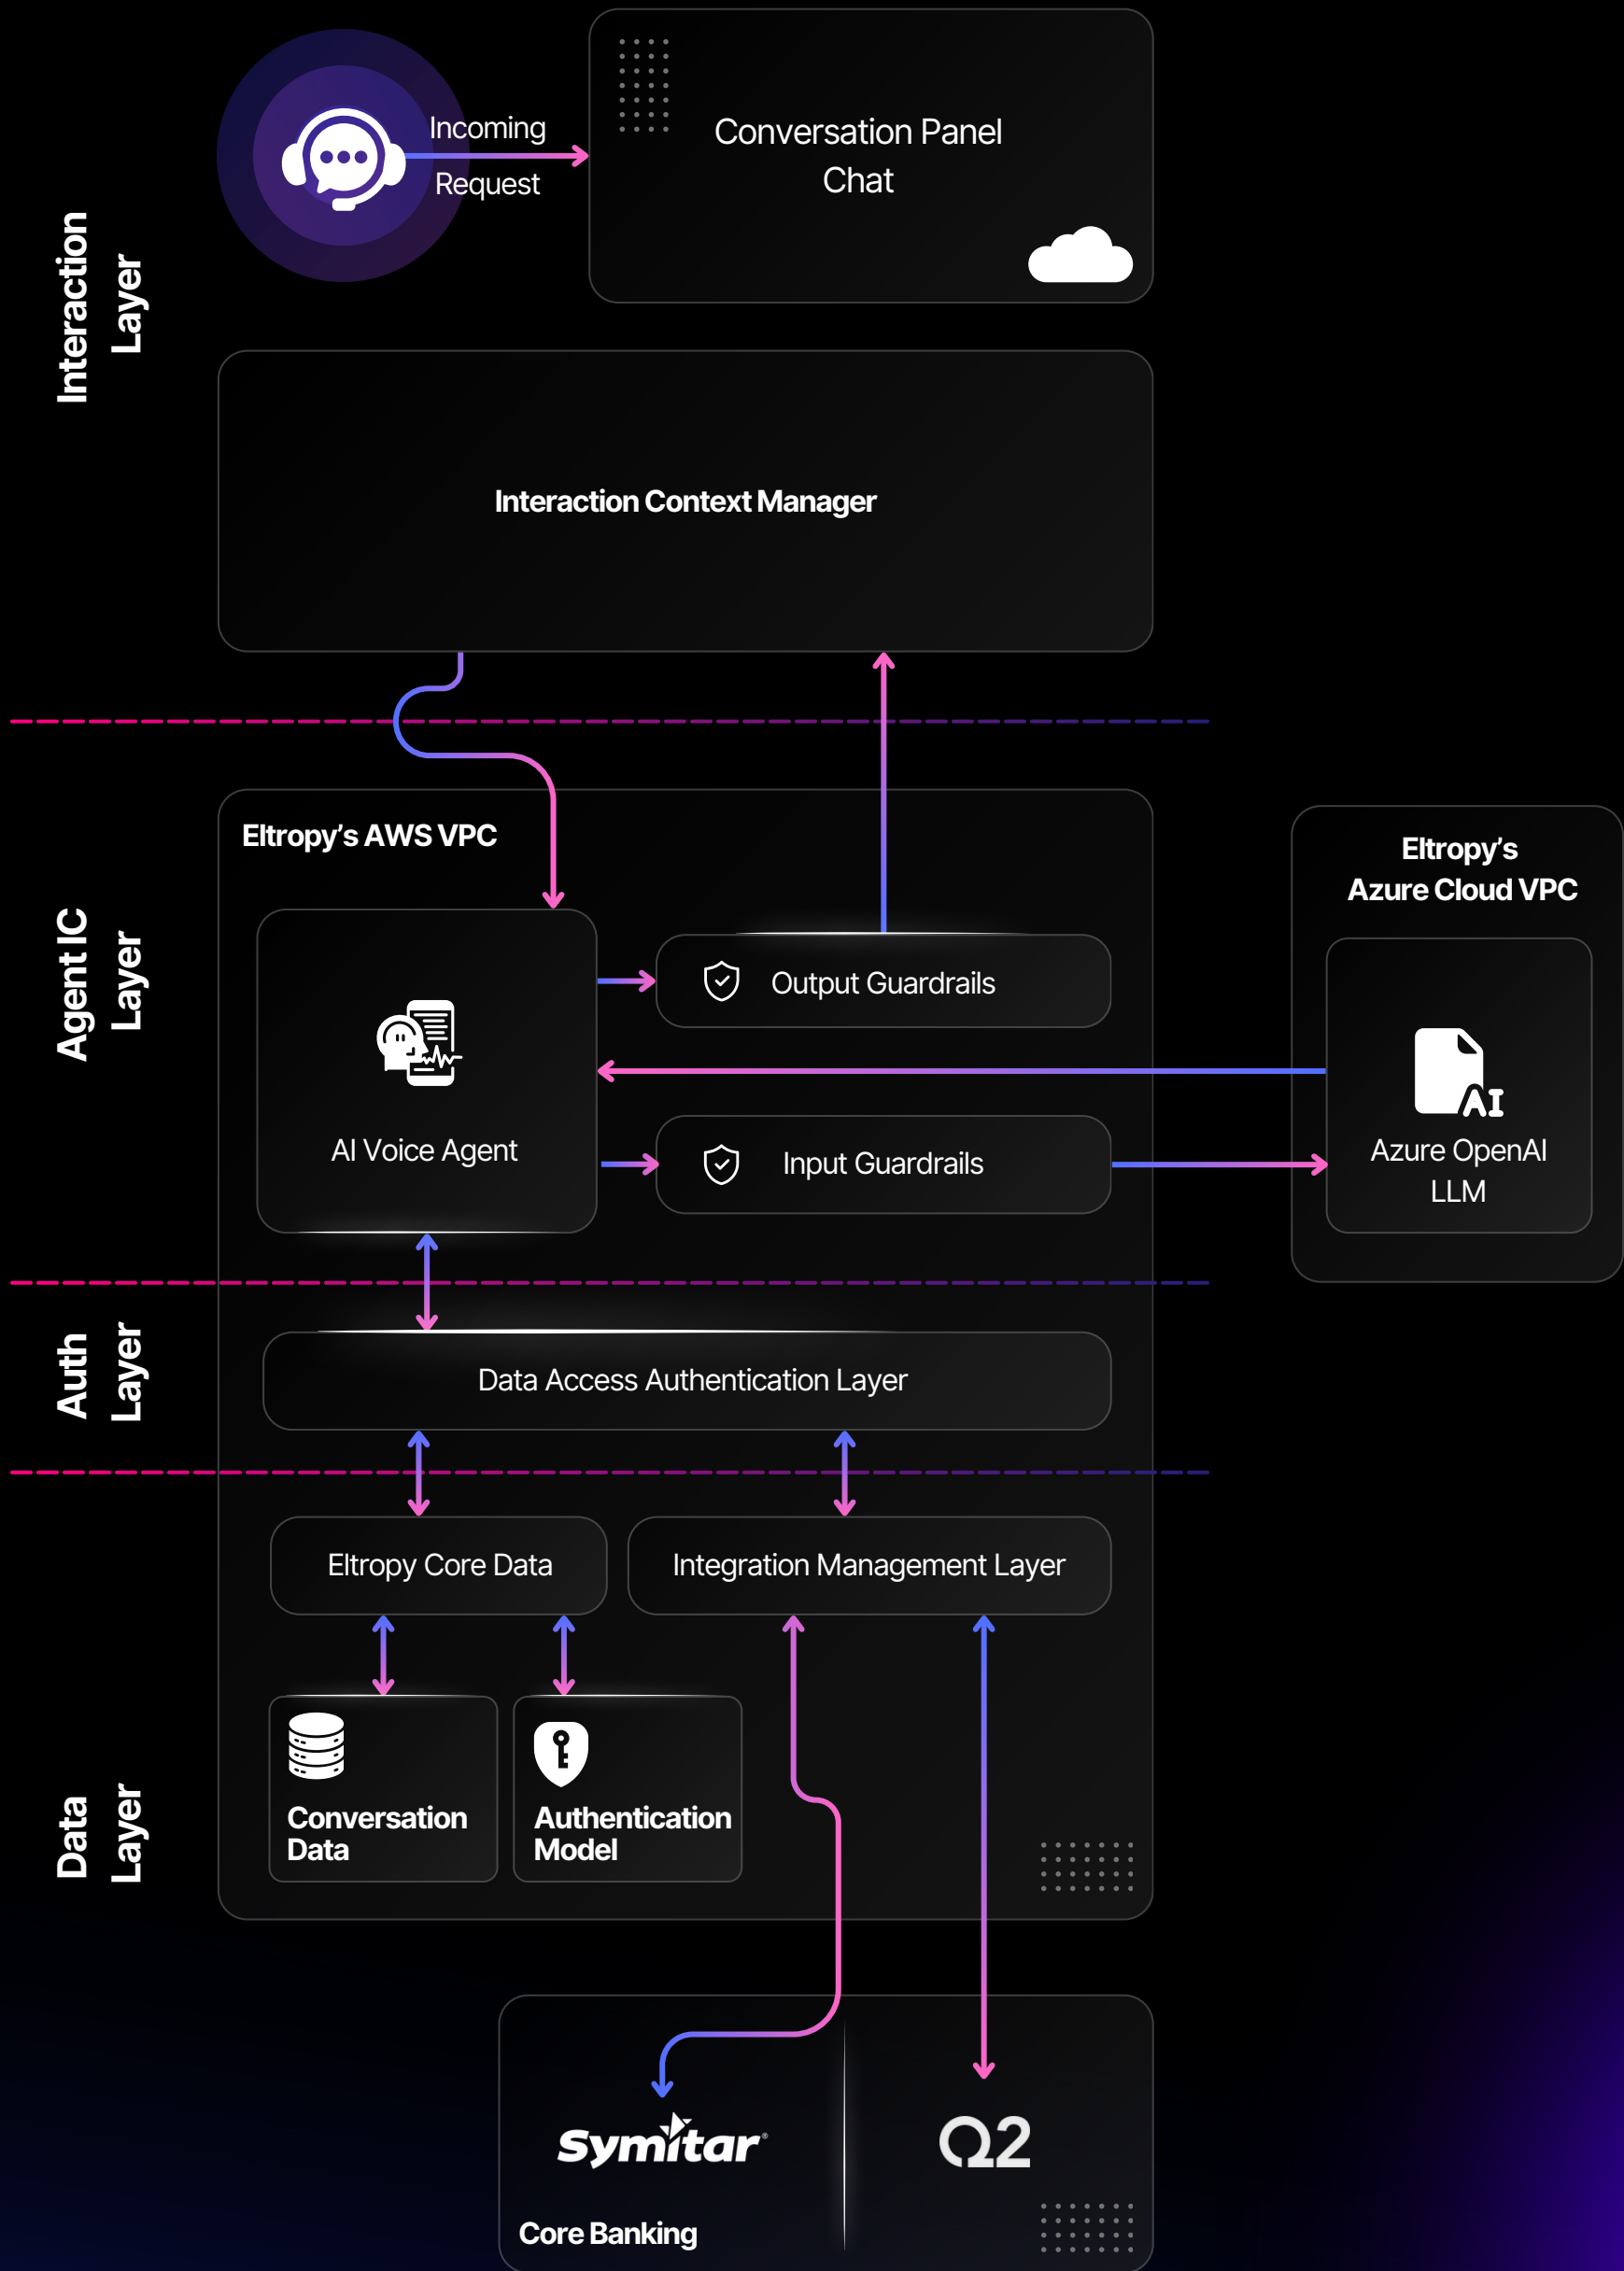 Interaction
Layer
Incoming
Request
Conversation Panel
Chat
Interaction Context Manager
Agent IC
Layer
Eltropy’s AWS VPC
Eltropy’s
Azure Cloud VPC
AI Voice Agent
Output Guardrails
Input Guardrails
AI
Azure OpenAI
LLM
Auth
Layer
Data Access Authentication Layer
Data
Layer
Eltropy Core Data
Integration Management Layer
Conversation
Data
Authentication
Model
Symitar®
Q2
Core Banking